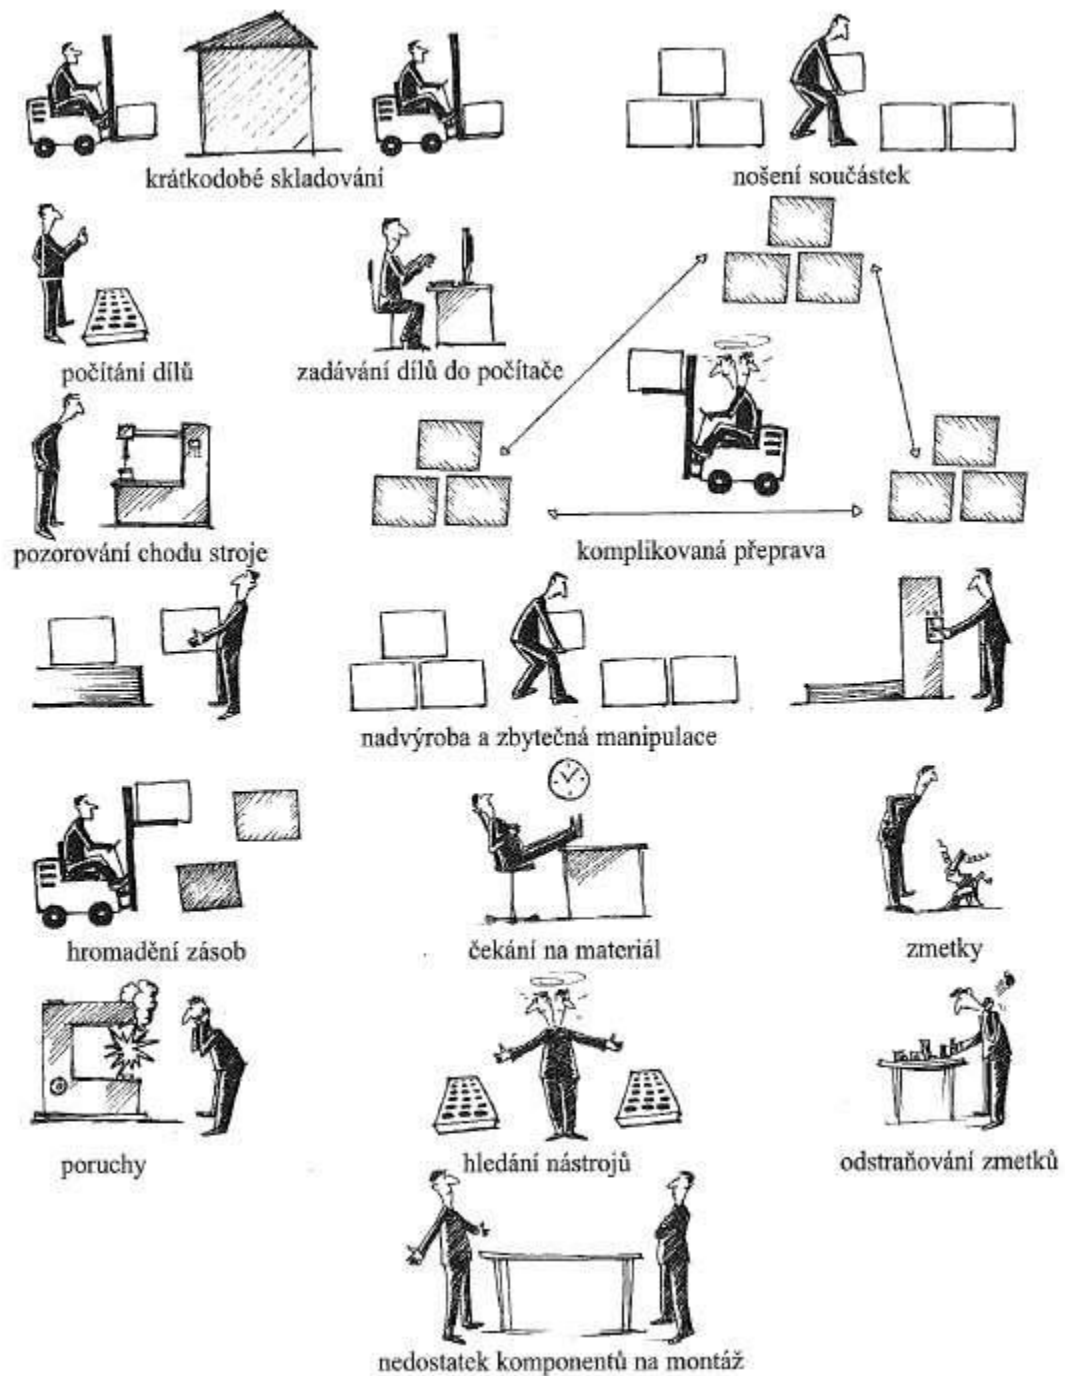 krátkodobé skladování
nošení součástek
počítání dílů
zadávání dílů do počítače
pozorování chodu stroje
komplikovaná přeprava
nadvýroba a zbytečná manipulace
hromadění zásob
čekání na materiál
zmetky
poruchy
hledání nástrojů
odstraňování zmetků
nedostatek komponentů na montáž